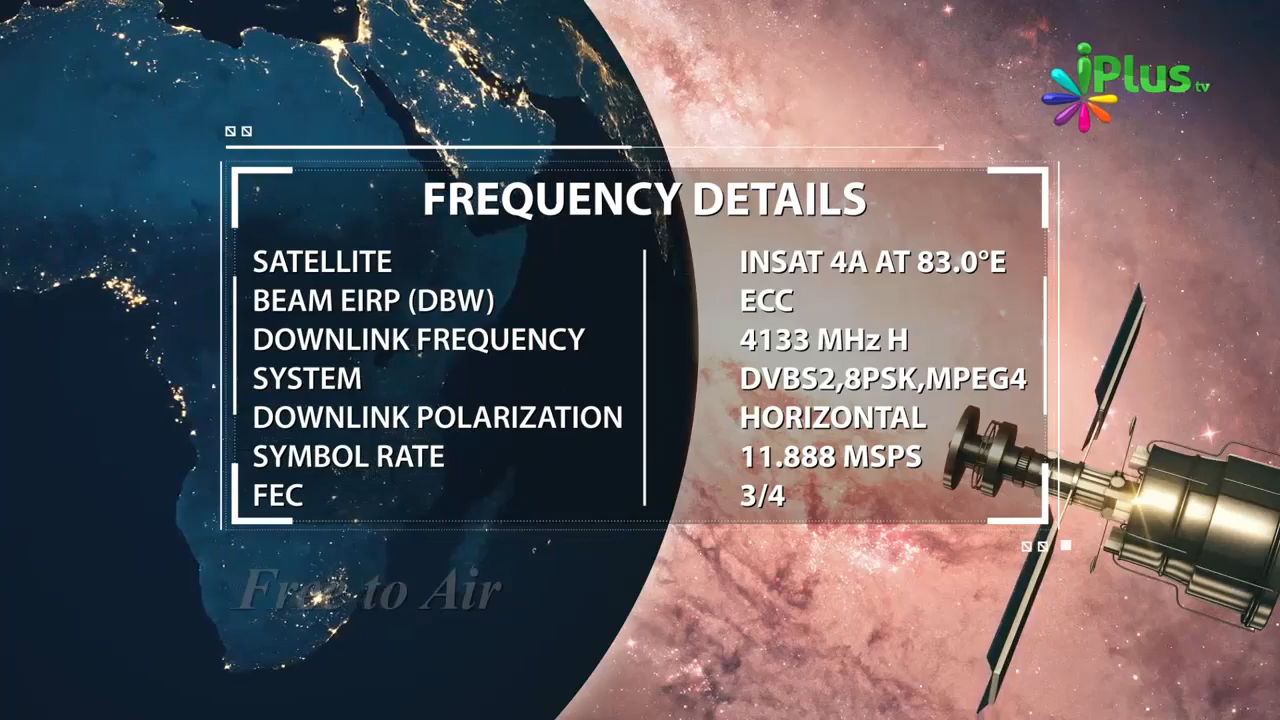 iPlus tv
FREQUENCY DETAILS
SATELLITE INSAT 4A AT 83.0°E
BEAM EIRP (DBW) ECC
DOWNLINK FREQUENCY 4133 MHz H
SYSTEM DVBS2,8PSK,MPEG4
DOWNLINK POLARIZATION HORIZONTAL
SYMBOL RATE 11.888 MSPS
FEC 3/4
Free to Air